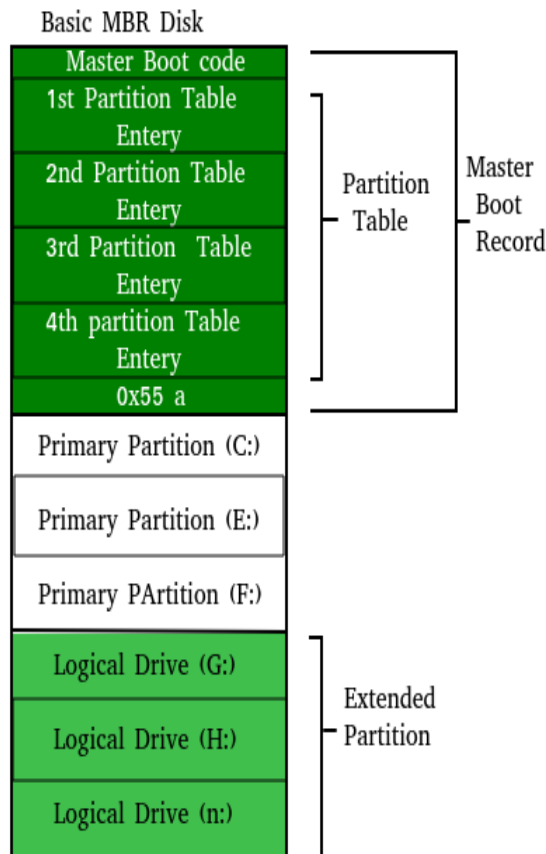 Basic MBR Disk
Master Boot code
1st Partition Table
Entery
2nd Partition Table
Entery
3rd Partition Table
Entery
4th partition Table
Entery
0x55 a
Partition
Table
Master
Boot
Record
Primary Partition (C:)
Primary Partition (E:)
Primary PArtition (F:)
Logical Drive (G:)
Logical Drive (H:)
Logical Drive (n:)
Extended
Partition